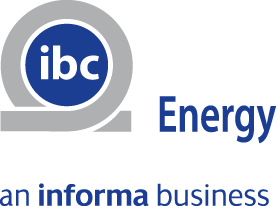 ibc
Energy
an informa business